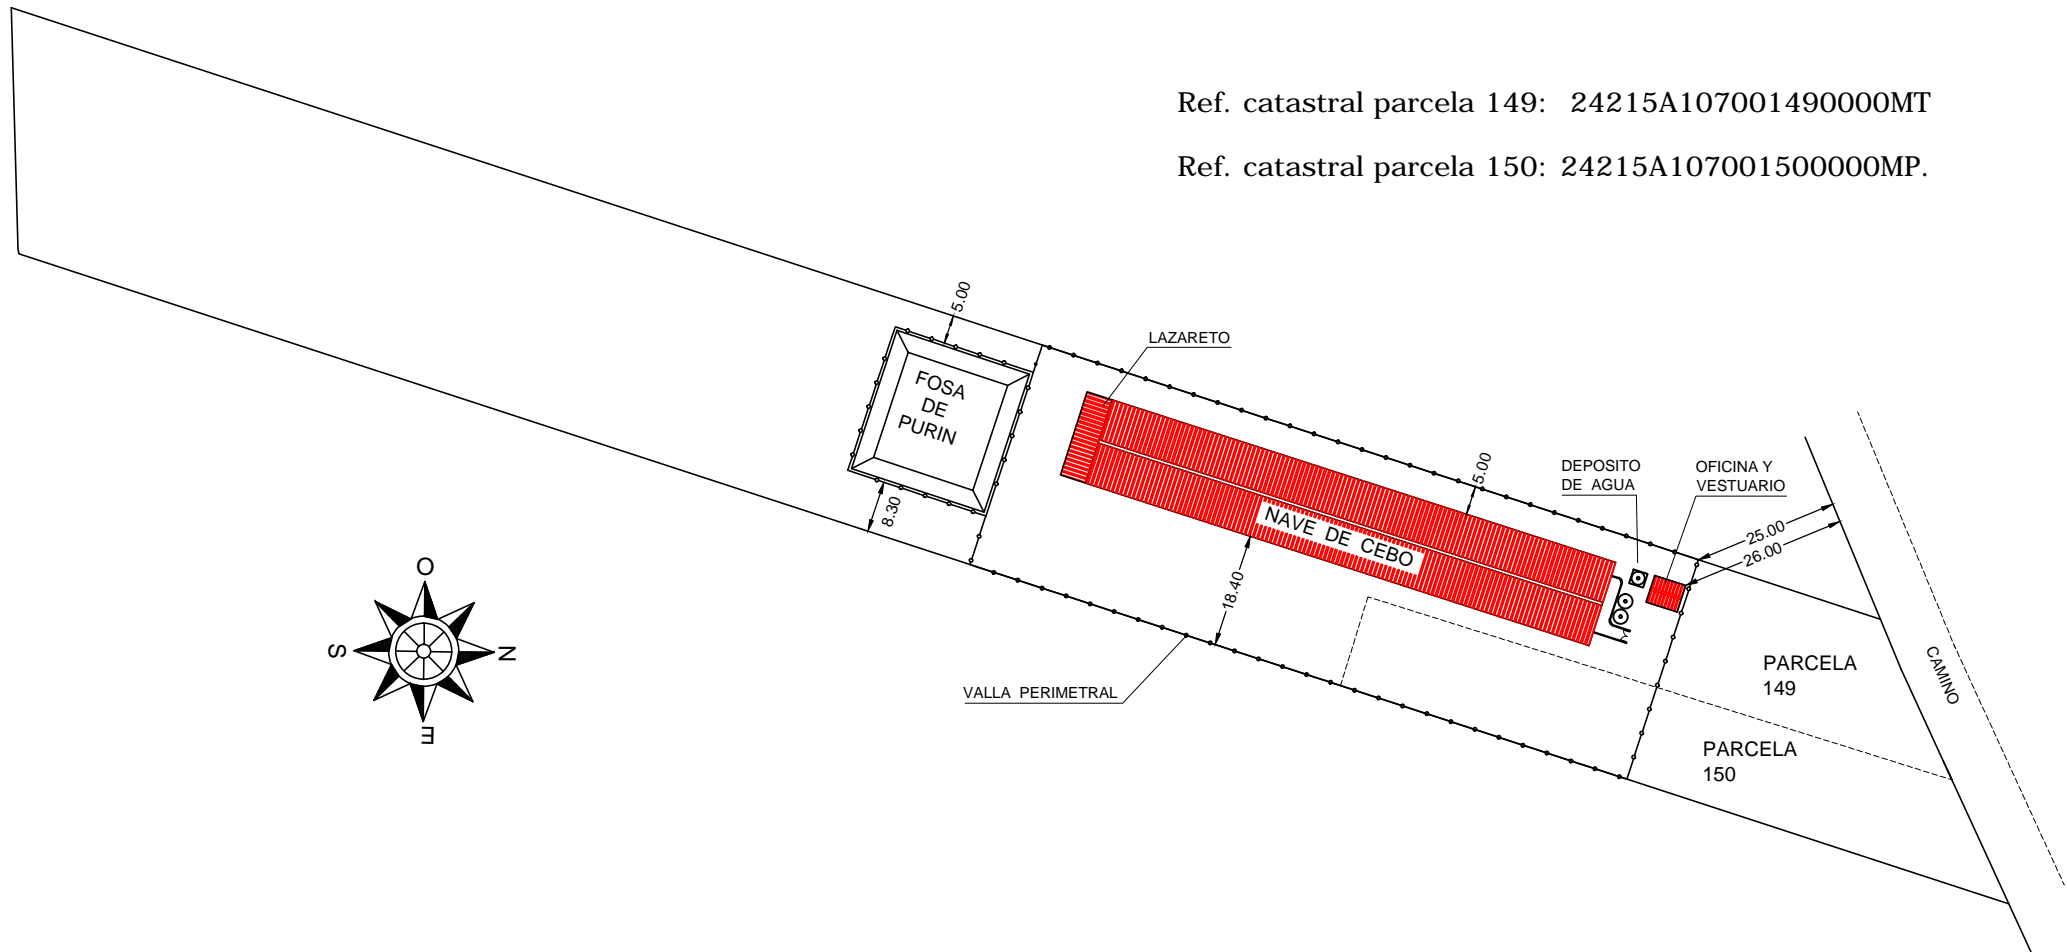 Ref. catastral parcela 149: 24215A107001490000MT
Ref. catastral parcela 150: 24215A107001500000MP.
5.00
LAZARETO
FOSA
DE
PURIN
8.30
5.00
DEPOSITO
DE AGUA
OFICINA Y
VESTUARIO
25.00
26.00
NAVE DE CEBO
18.40
O
S
N
E
VALLA PERIMETRAL
PARCELA
149
CAMINO
PARCELA
150